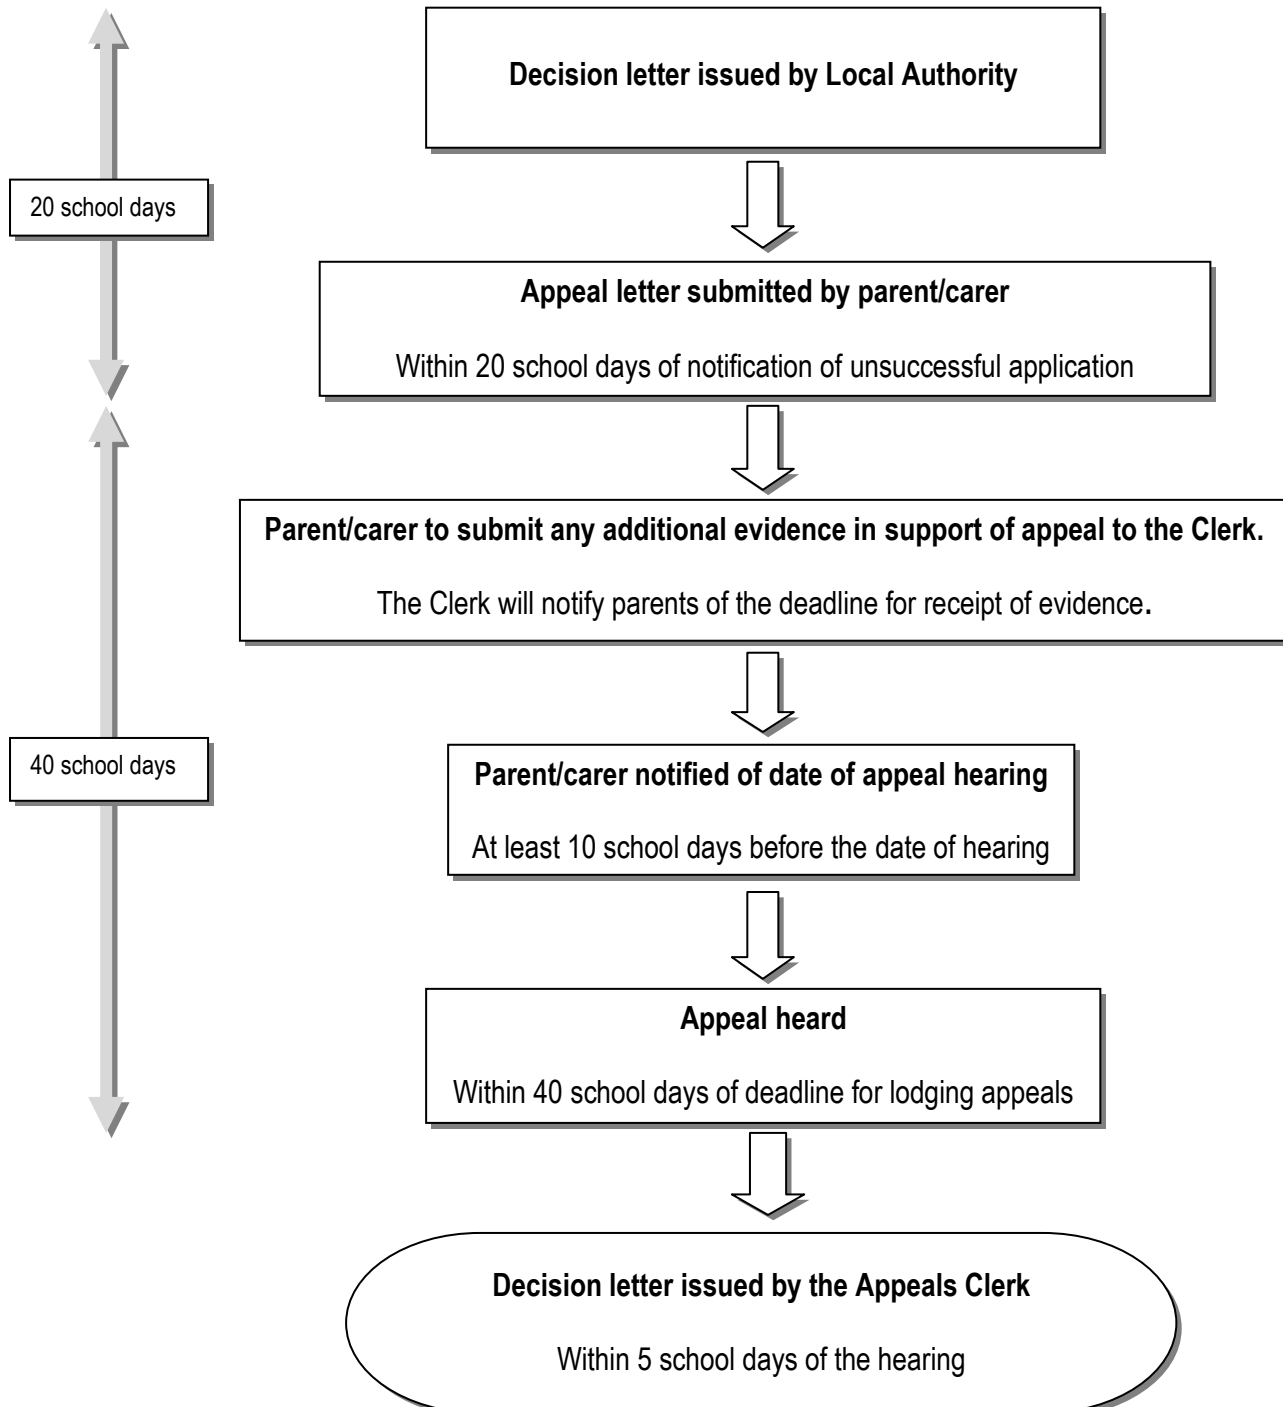 Decision letter issued by Local Authority
20 school days
Appeal letter submitted by parent/carer
Within 20 school days of notification of unsuccessful application
Parent/carer to submit any additional evidence in support of appeal to the Clerk.
The Clerk will notify parents of the deadline for receipt of evidence.
40 school days
Parent/carer notified of date of appeal hearing
At least 10 school days before the date of hearing
Appeal heard
Within 40 school days of deadline for lodging appeals
Decision letter issued by the Appeals Clerk
Within 5 school days of the hearing